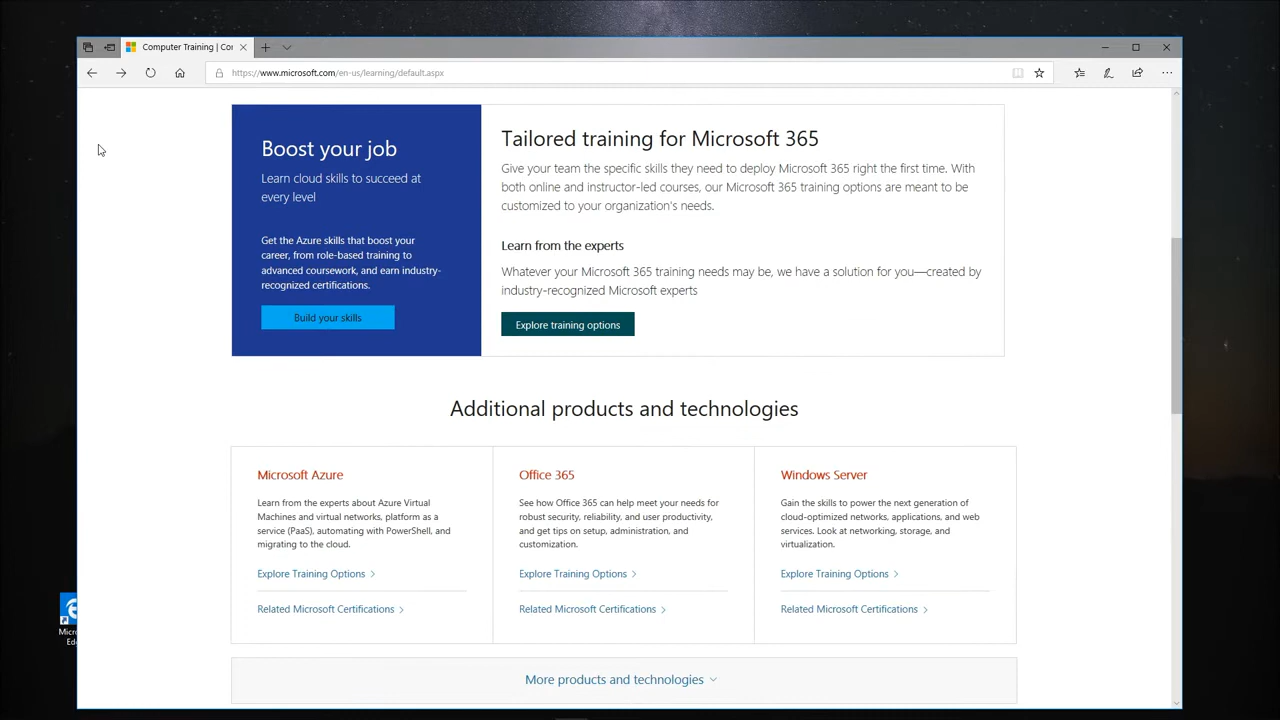 Computer Training | Cor
https://www.microsoft.com/en-us/learning/default.aspx
Boost your job
Learn cloud skills to succeed at
every level
Get the Azure skills that boost your
career, from role-based training to
advanced coursework, and earn industry-
recognized certifications.
Build your skills
Tailored training for Microsoft 365
Give your team the specific skills they need to deploy Microsoft 365 right the first time. With
both online and instructor-led courses, our Microsoft 365 training options are meant to be
customized to your organization's needs.
Learn from the experts
Whatever your Microsoft 365 training needs may be, we have a solution for you—created by
industry-recognized Microsoft experts
Explore training options
Additional products and technologies
Microsoft Azure
Learn from the experts about Azure Virtual
Machines and virtual networks, platform as a
service (PaaS), automating with PowerShell, and
migrating to the cloud.
Explore Training Options
Related Microsoft Certifications
Office 365
See how Office 365 can help meet your needs for
robust security, reliability, and user productivity,
and get tips on setup, administration, and
customization.
Explore Training Options
Related Microsoft Certifications
Windows Server
Gain the skills to power the next generation of
cloud-optimized networks, applications, and web
services. Look at networking, storage, and
virtualization.
Explore Training Options
Related Microsoft Certifications
More products and technologies
Micro
Ed